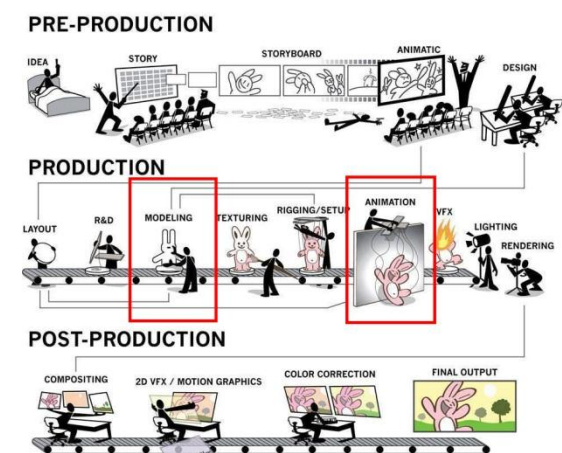 PRE-PRODUCTION
IDEA
STORY
STORYBOARD
ANIMATIC
DESIGN
PRODUCTION
LAYOUT
R&D
MODELING
TEXTURING
RIGGING/SETUP
ANIMATION
VFX
LIGHTING
RENDERING
POST-PRODUCTION
COMPOSITING
2D VFX / MOTION GRAPHICS
COLOR CORRECTION
FINAL OUTPUT